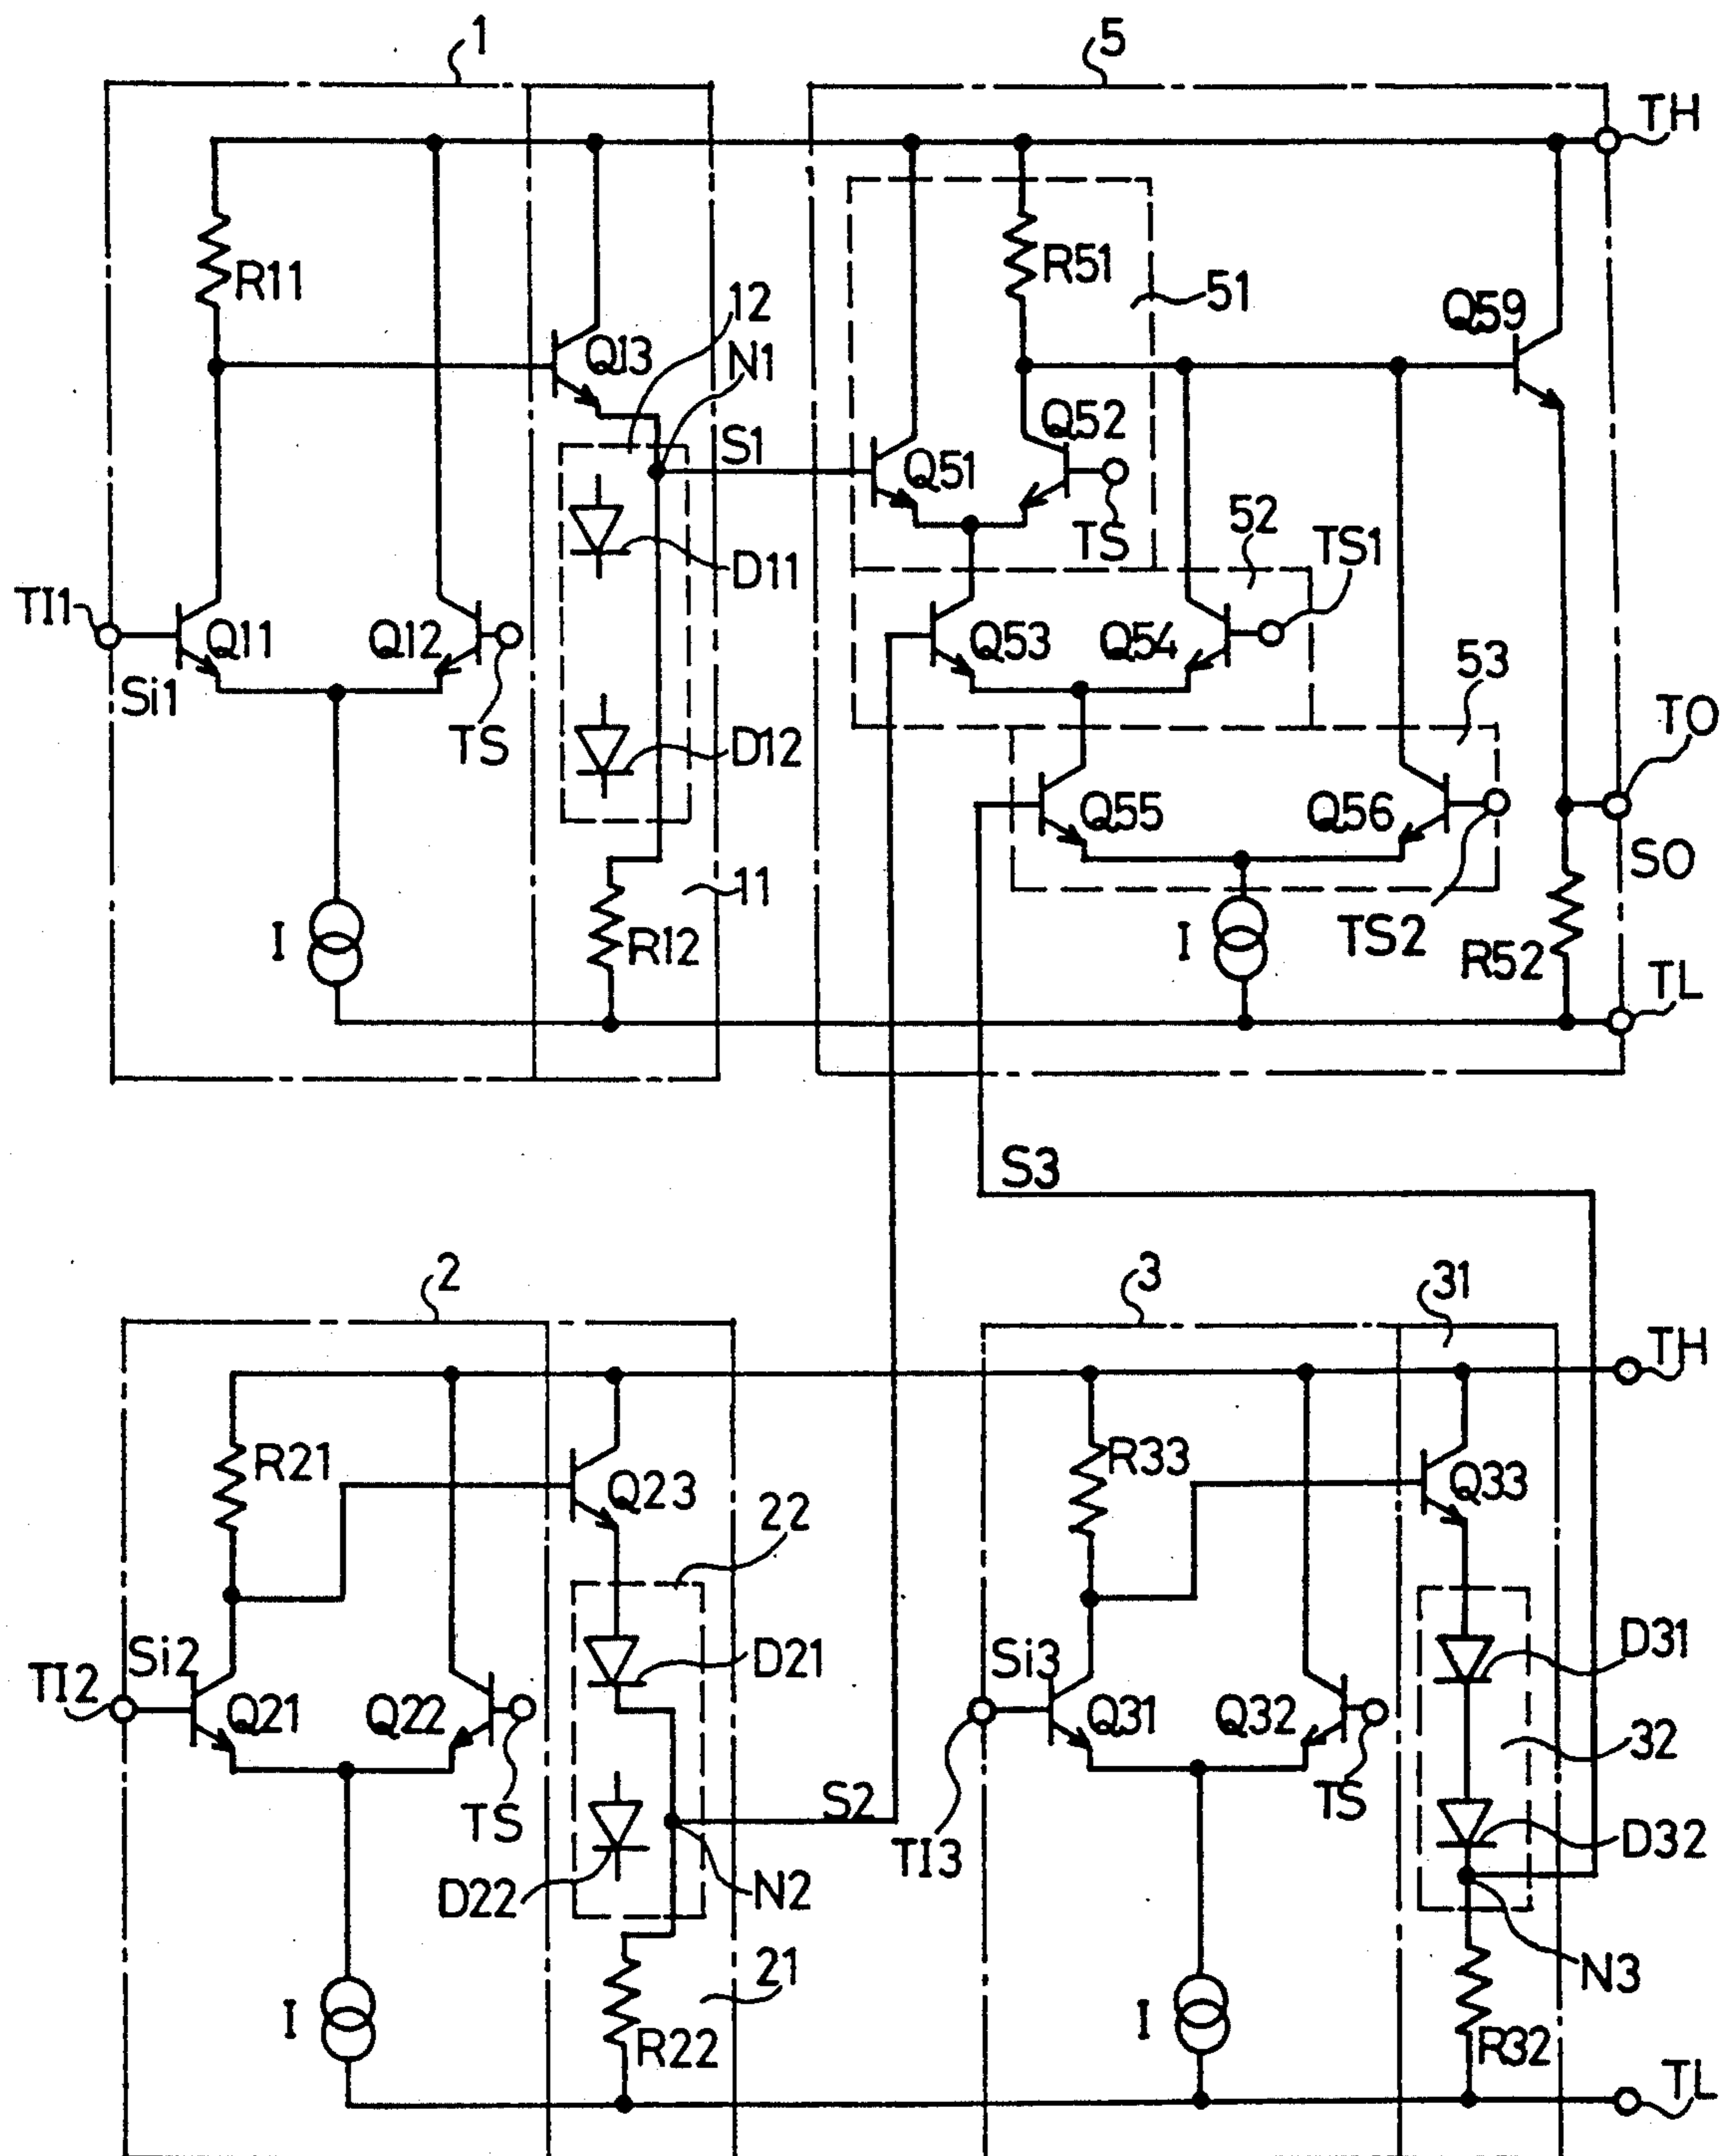 1
5
TH
R11
R51
51
12
Q59
Q13
N1
S1
Q52
Q51
TS
52
TS1
D11
TI1
Q11
Q12
Q53
Q54
Si1
TS
53
TO
D12
Q55
Q56
SO
11
I
R12
I
TS2
R52
TL
S3
2
3
31
TH
R21
R33
Q23
Q33
22
Si2
D21
Si3
D31
TI2
Q21
Q22
Q31
Q32
32
TS
S2
TS
TI3
D32
D22
N2
21
N3
I
R22
I
R32
TL